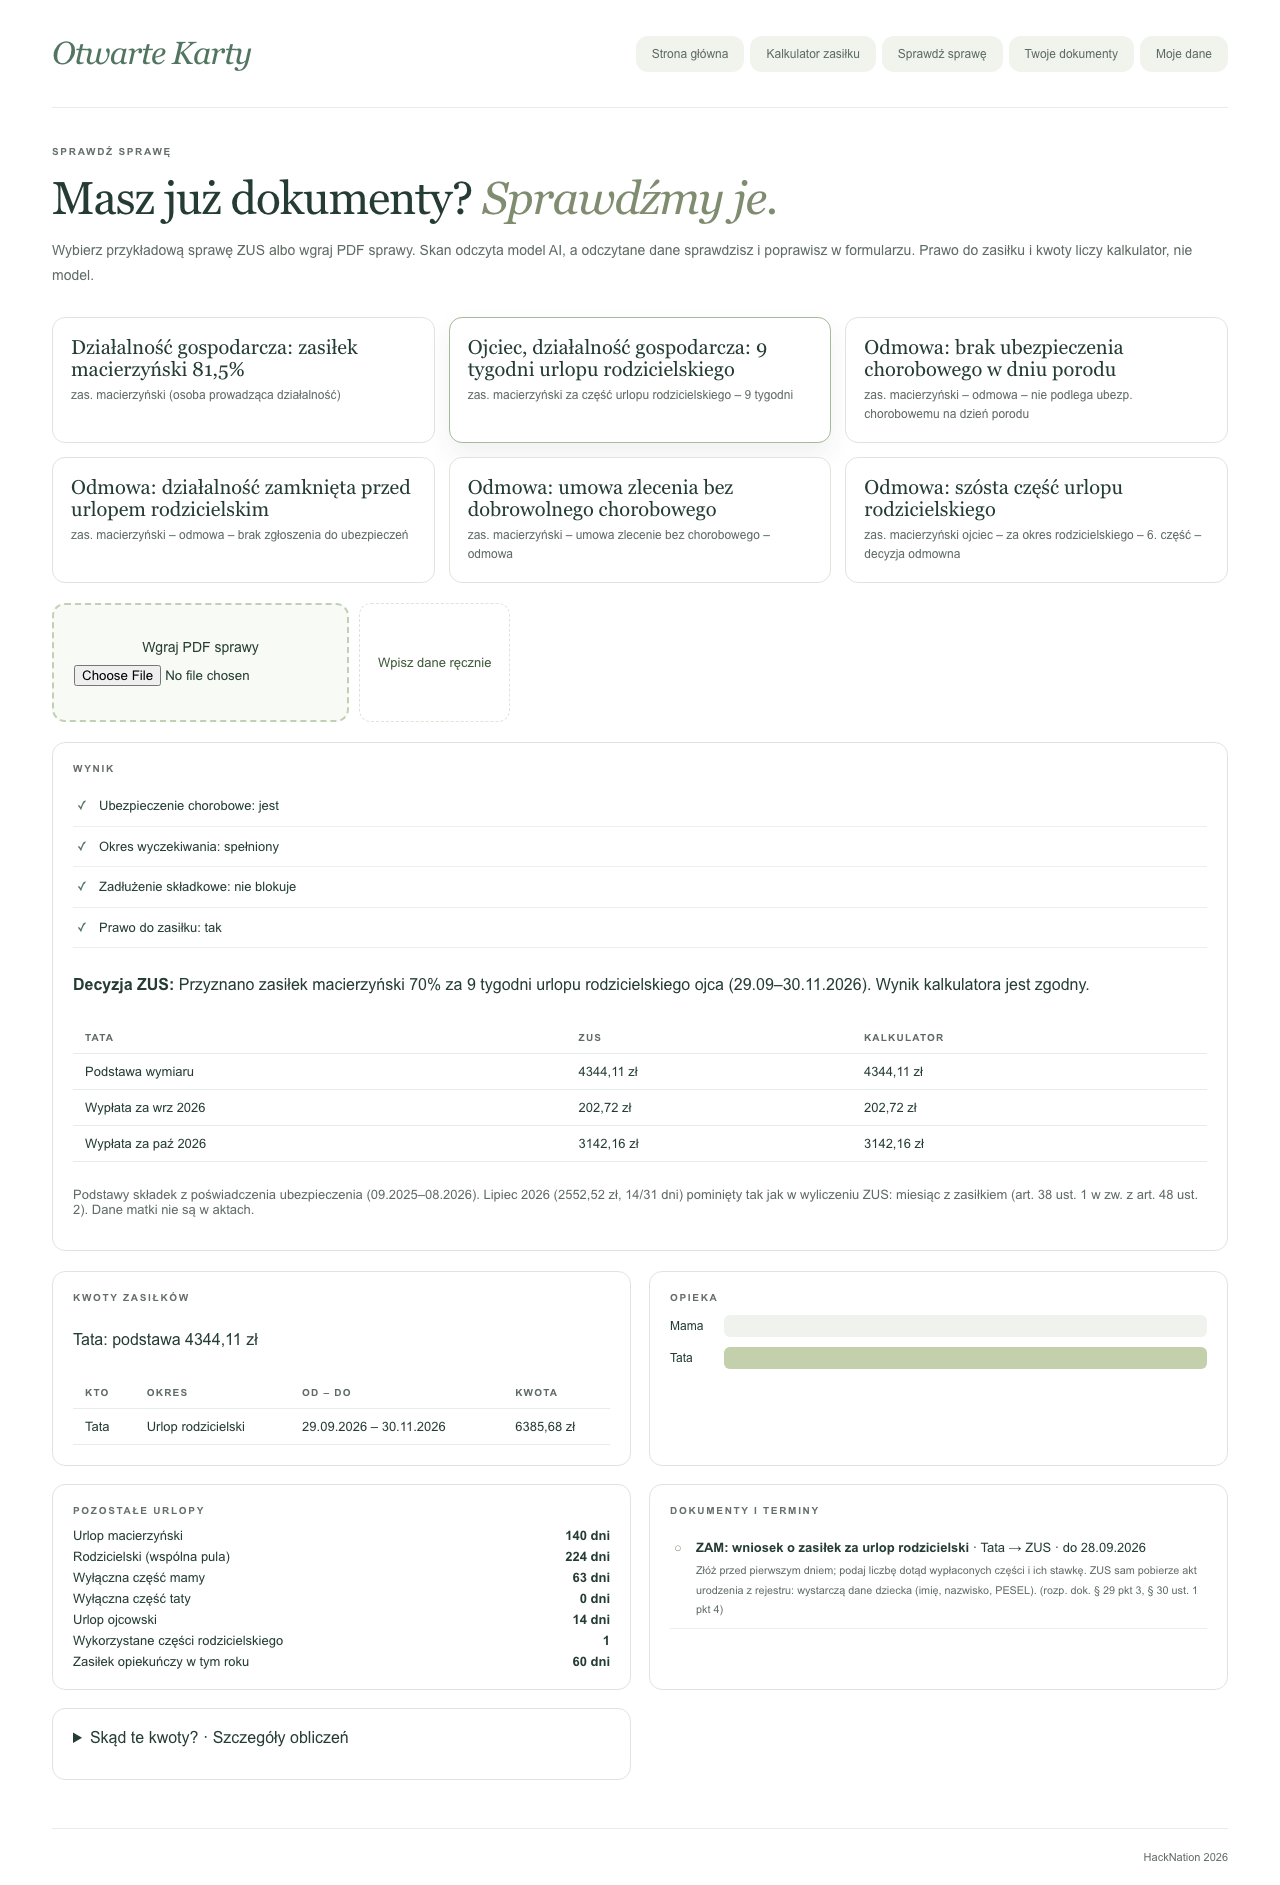 Otwarte Karty
Strona główna
Kalkulator zasiłku
Sprawdź sprawę
Twoje dokumenty
Moje dane
SPRAWDŹ SPRAWĘ
Masz już dokumenty? Sprawdźmy je.
Wybierz przykładową sprawę ZUS albo wgraj PDF sprawy. Skan odczyta model AI, a odczytane dane sprawdzisz i poprawisz w formularzu. Prawo do zasiłku i kwoty liczy kalkulator, nie
model.
Działalność gospodarcza: zasiłek
macierzyński 81,5%
zas. macierzyński (osoba prowadząca działalność)
Ojciec, działalność gospodarcza: 9
tygodni urlopu rodzicielskiego
zas. macierzyński za część urlopu rodzicielskiego – 9 tygodni
Odmowa: brak ubezpieczenia
chorobowego w dniu porodu
zas. macierzyński – odmowa – nie podlega ubezp.
chorobowemu na dzień porodu
Odmowa: działalność zamknięta przed
urlopem rodzicielskim
zas. macierzyński – odmowa – brak zgłoszenia do ubezpieczeń
Odmowa: umowa zlecenia bez
dobrowolnego chorobowego
zas. macierzyński – umowa zlecenie bez chorobowego –
odmowa
Odmowa: szósta część urlopu
rodzicielskiego
zas. macierzyński ojciec – za okres rodzicielskiego – 6. część –
decyzja odmowna
Wgraj PDF sprawy
Choose File No file chosen
Wpisz dane ręcznie
WYNIK
✓ Ubezpieczenie chorobowe: jest
✓ Okres wyczekiwania: spełniony
✓ Zadłużenie składkowe: nie blokuje
✓ Prawo do zasiłku: tak
Decyzja ZUS: Przyznano zasiłek macierzyński 70% za 9 tygodni urlopu rodzicielskiego ojca (29.09–30.11.2026). Wynik kalkulatora jest zgodny.
TATA ZUS KALKULATOR
Podstawa wymiaru 4344,11 zł 4344,11 zł
Wypłata za wrz 2026 202,72 zł 202,72 zł
Wypłata za paź 2026 3142,16 zł 3142,16 zł
Podstawy składek z poświadczenia ubezpieczenia (09.2025–08.2026). Lipiec 2026 (2552,52 zł, 14/31 dni) pominięty tak jak w wyliczeniu ZUS: miesiąc z zasiłkiem (art. 38 ust. 1 w zw. z art. 48 ust.
2). Dane matki nie są w aktach.
KWOTY ZASIŁKÓW
Tata: podstawa 4344,11 zł
KTO OKRES OD – DO KWOTA
Tata Urlop rodzicielski 29.09.2026 – 30.11.2026 6385,68 zł
OPIEKA
Mama
Tata
POZOSTAŁE URLOPY
Urlop macierzyński 140 dni
Rodzicielski (wspólna pula) 224 dni
Wyłączna część mamy 63 dni
Wyłączna część taty 0 dni
Urlop ojcowski 14 dni
Wykorzystane części rodzicielskiego 1
Zasiłek opiekuńczy w tym roku 60 dni
DOKUMENTY I TERMINY
○ ZAM: wniosek o zasiłek za urlop rodzicielski · Tata → ZUS · do 28.09.2026
Złóż przed pierwszym dniem; podaj liczbę dotąd wypłaconych części i ich stawkę. ZUS sam pobierze akt
urodzenia z rejestru: wystarczą dane dziecka (imię, nazwisko, PESEL). (rozp. dok. § 29 pkt 3, § 30 ust. 1
pkt 4)
▶ Skąd te kwoty? · Szczegóły obliczeń
HackNation 2026